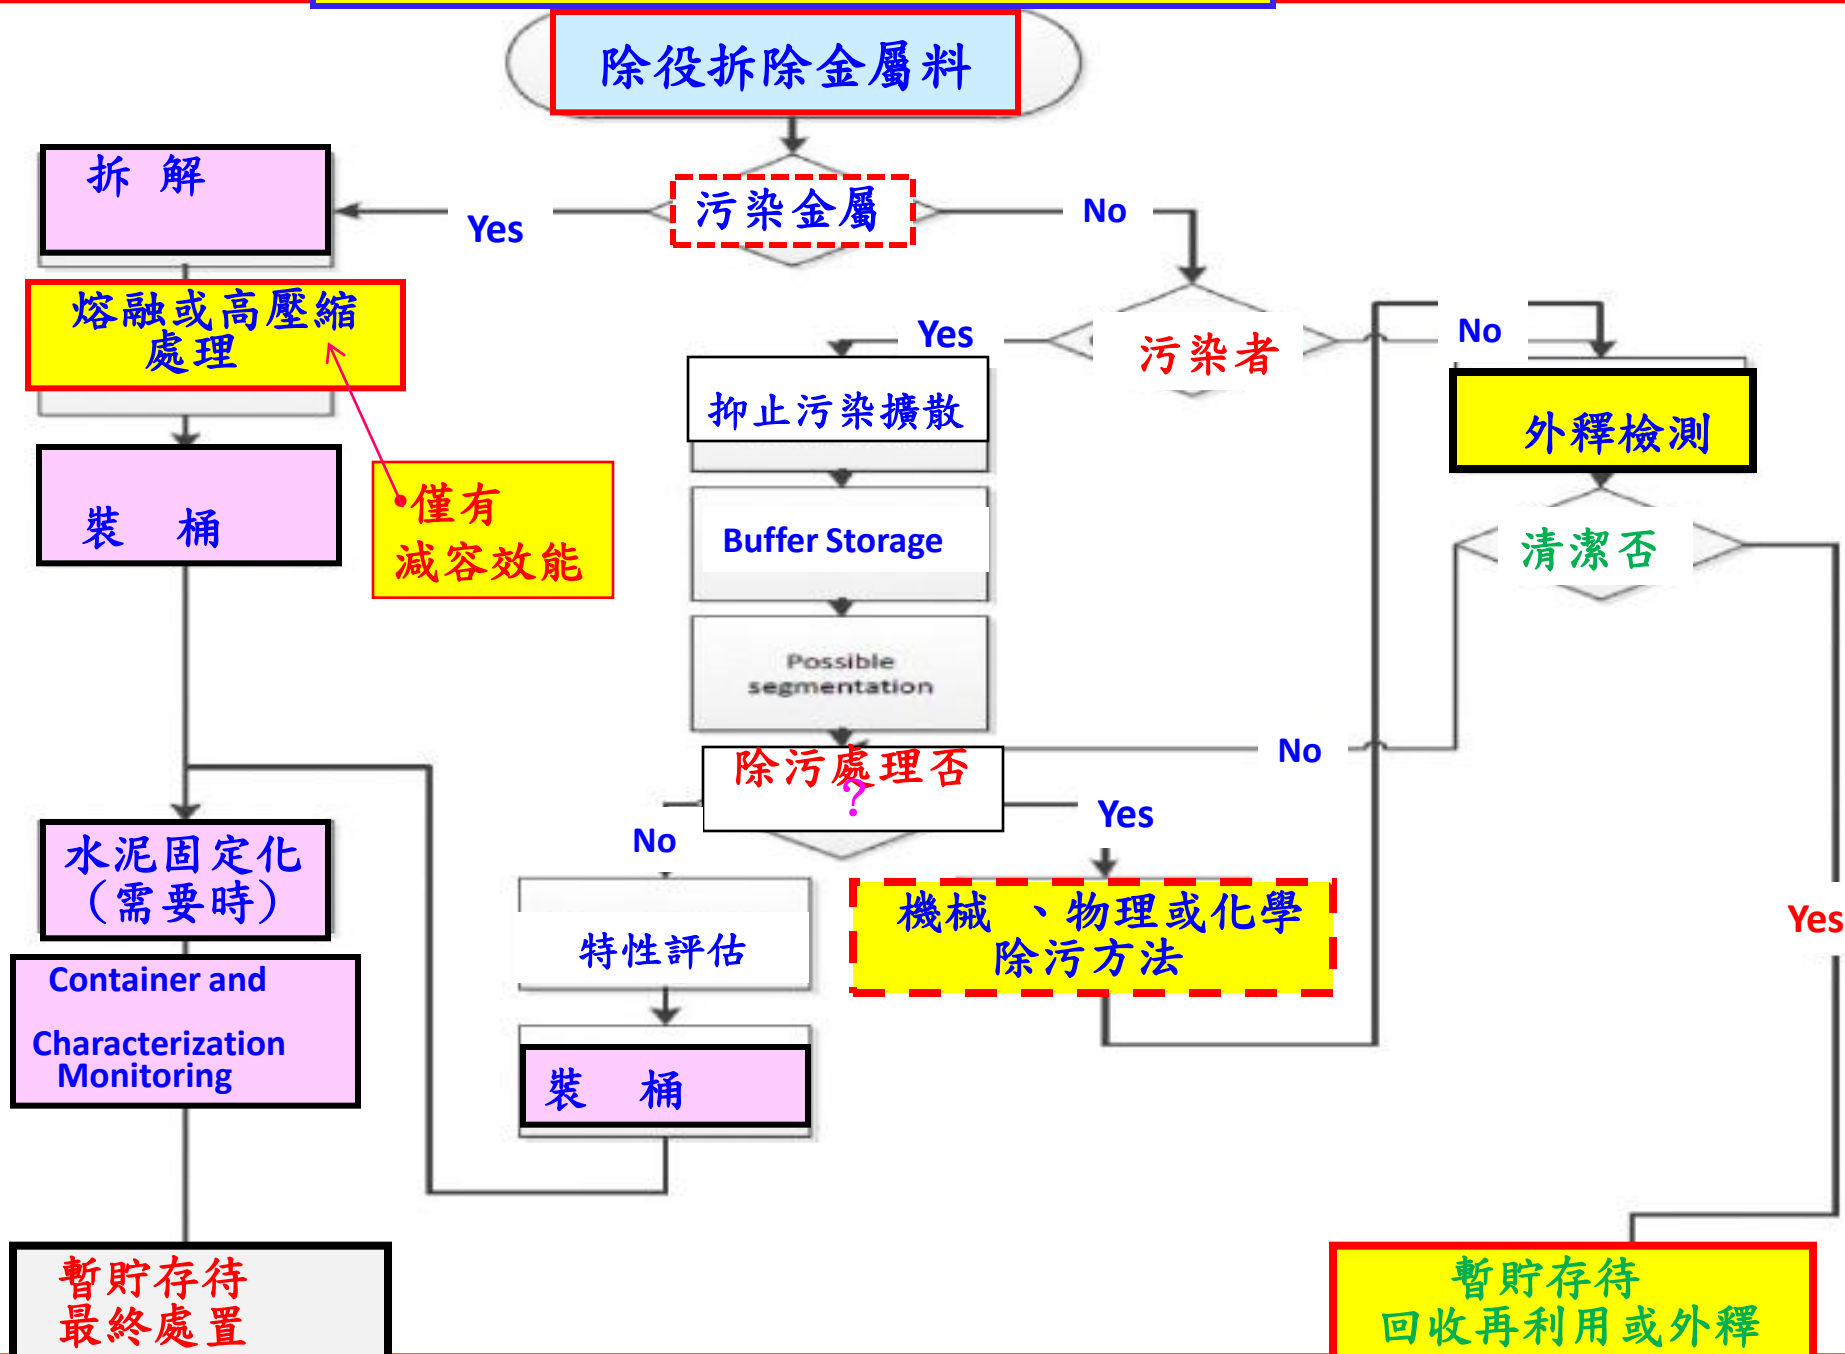 除役拆除金屬料
污染金屬
Yes
No
拆 解
熔融或高壓縮
處理
裝 桶
•僅有
減容效能
污染者
Yes
No
抑止污染擴散
Buffer Storage
Possible
segmentation
外釋檢測
清潔否
No
Yes
除污處理否
?
No
Yes
特性評估
裝 桶
機械 、物理或化學
除污方法
水泥固定化
(需要時)
Container and
Characterization
Monitoring
暫貯存待
最終處置
暫貯存待
回收再利用或外釋